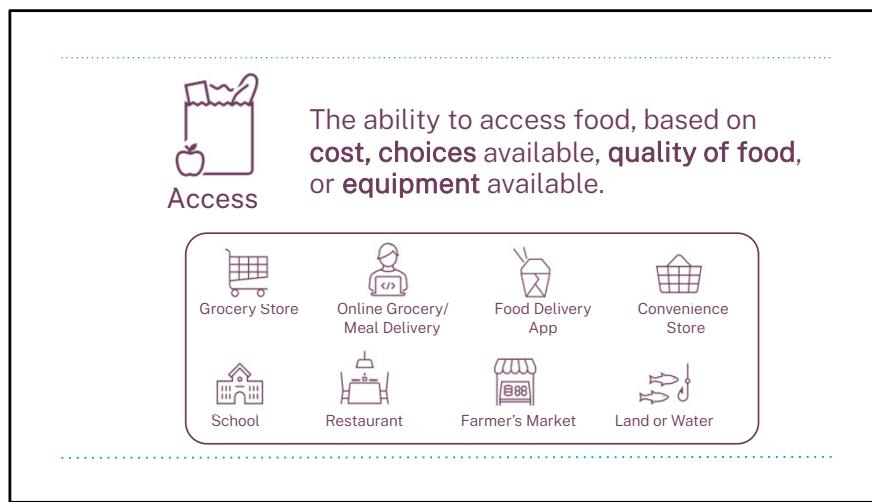 The ability to access food, based on
cost, choices available, quality of food,
or equipment available.
Access
Grocery Store
Online Grocery/
Meal Delivery
Food Delivery
App
Convenience
Store
School
Restaurant
Farmer's Market
Land or Water